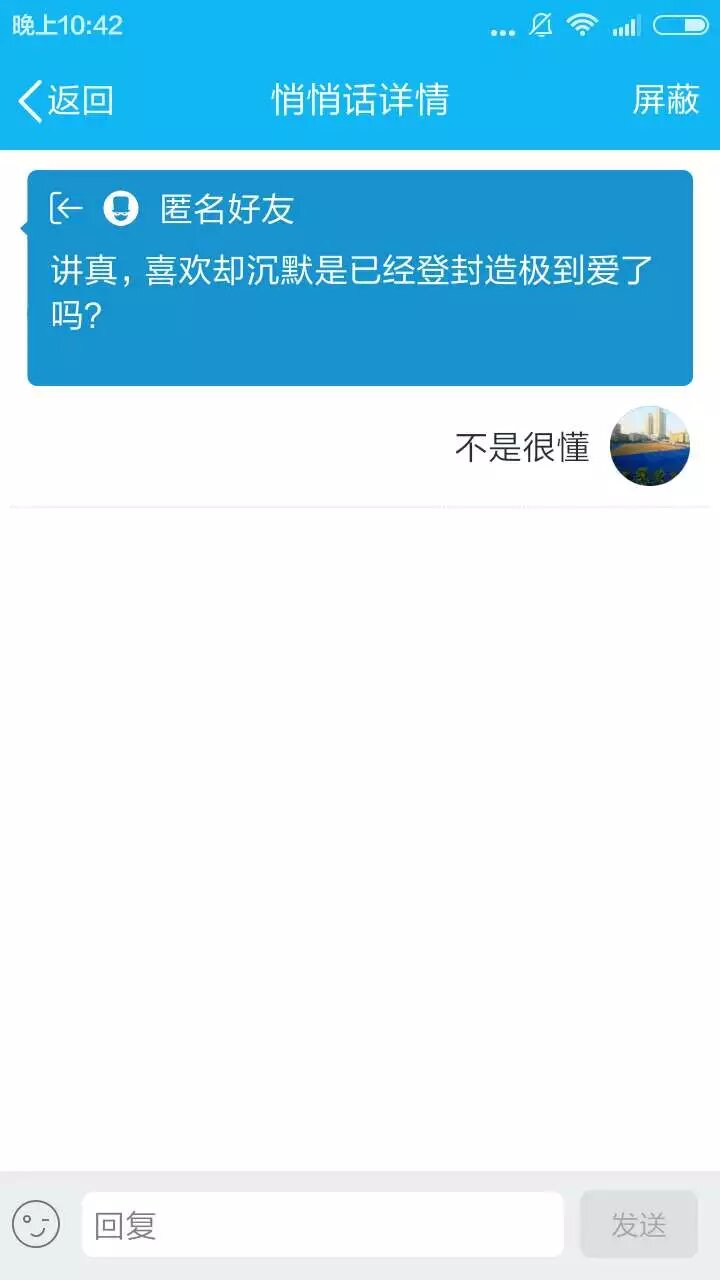 晚上10:42
返回
悄悄话详情
屏蔽
匿名好友
讲真，喜欢却沉默是已经登封造极到爱了
吗?
不是很懂
回复
发送